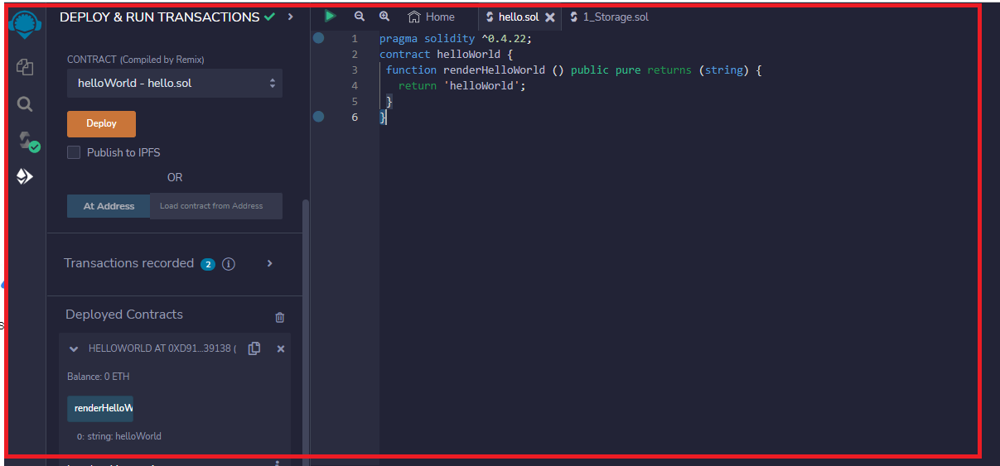 DEPLOY & RUN TRANSACTIONS
CONTRACT (Compiled by Remix)
helloWorld - hello.sol
Deploy
Publish to IPFS
OR
At Address Load contract from Address
Transactions recorded 2 i
Deployed Contracts
HELLOWORLD AT 0XD91...39138 (
Balance: 0 ETH
renderHelloW
0: string: helloWorld
Home hello.sol 1_Storage.sol
1 pragma solidity ^0.4.22;
2 contract helloWorld {
3 function renderHelloWorld () public pure returns (string) {
4 return 'helloWorld';
5 }
6 }
s